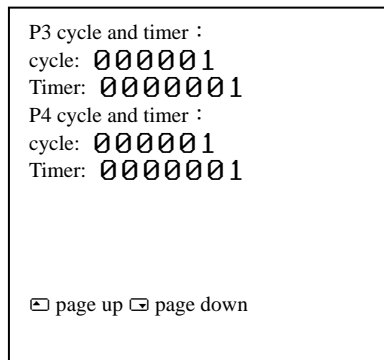 P3 cycle and timer：
cycle: 000001
Timer: 0000001
P4 cycle and timer：
cycle: 000001
Timer: 0000001
page up page down